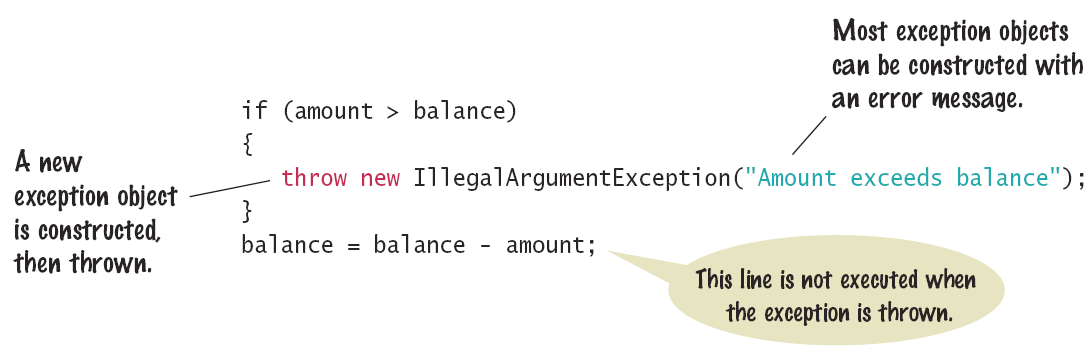 Most exception objects
can be constructed with
an error message.
if (amount > balance)
{
throw new IllegalArgumentException("Amount exceeds balance");
}
balance = balance - amount;
A new
exception object
is constructed,
then thrown.
This line is not executed when
the exception is thrown.